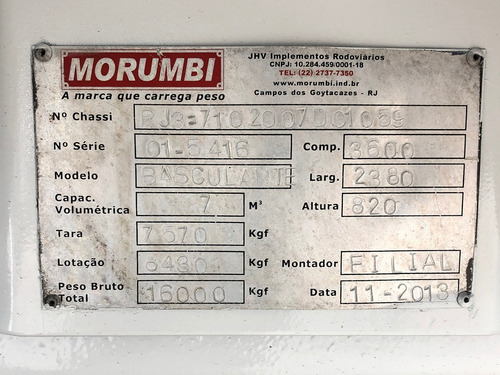 MORUMBI
A marca que carrega peso
JHV Implementos Rodoviários
CNPJ: 10.284.459/0001-18
TEL: (22) 2737-7350
www.morumbi.ind.br
Campos dos Goytacazes - RJ
Nº Chassi
Nº Série 01-5.416 Comp. 3600
Modelo BASCULANTE Larg. 2380
Capac. Volumétrica 7 M³ Altura 820
Tara 7.570 Kgf
Lotação Kgf Montador FILIAL
Peso Bruto Total 16000 Kgf Data 11-2013